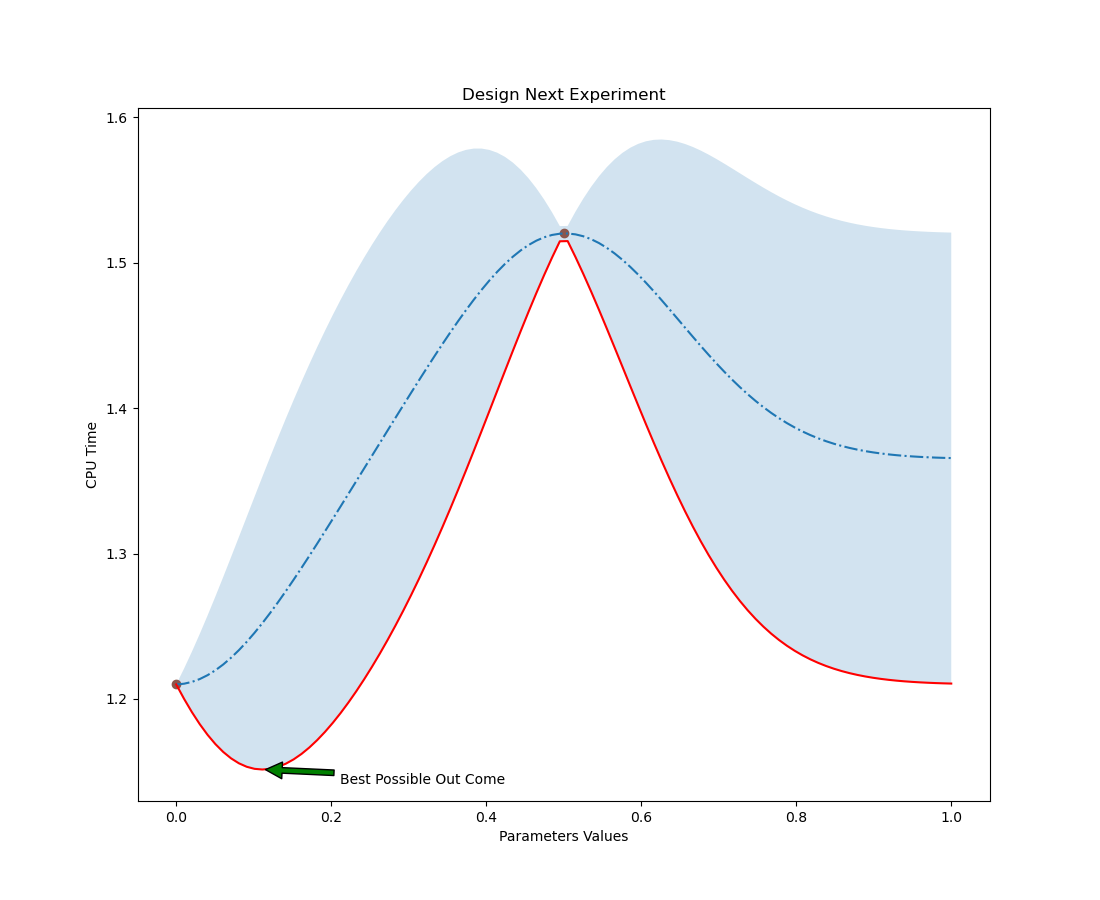 Design Next Experiment
1.6
1.5
1.4
1.3
1.2
CPU Time
Best Possible Out Come
0.0 0.2 0.4 0.6 0.8 1.0
Parameters Values